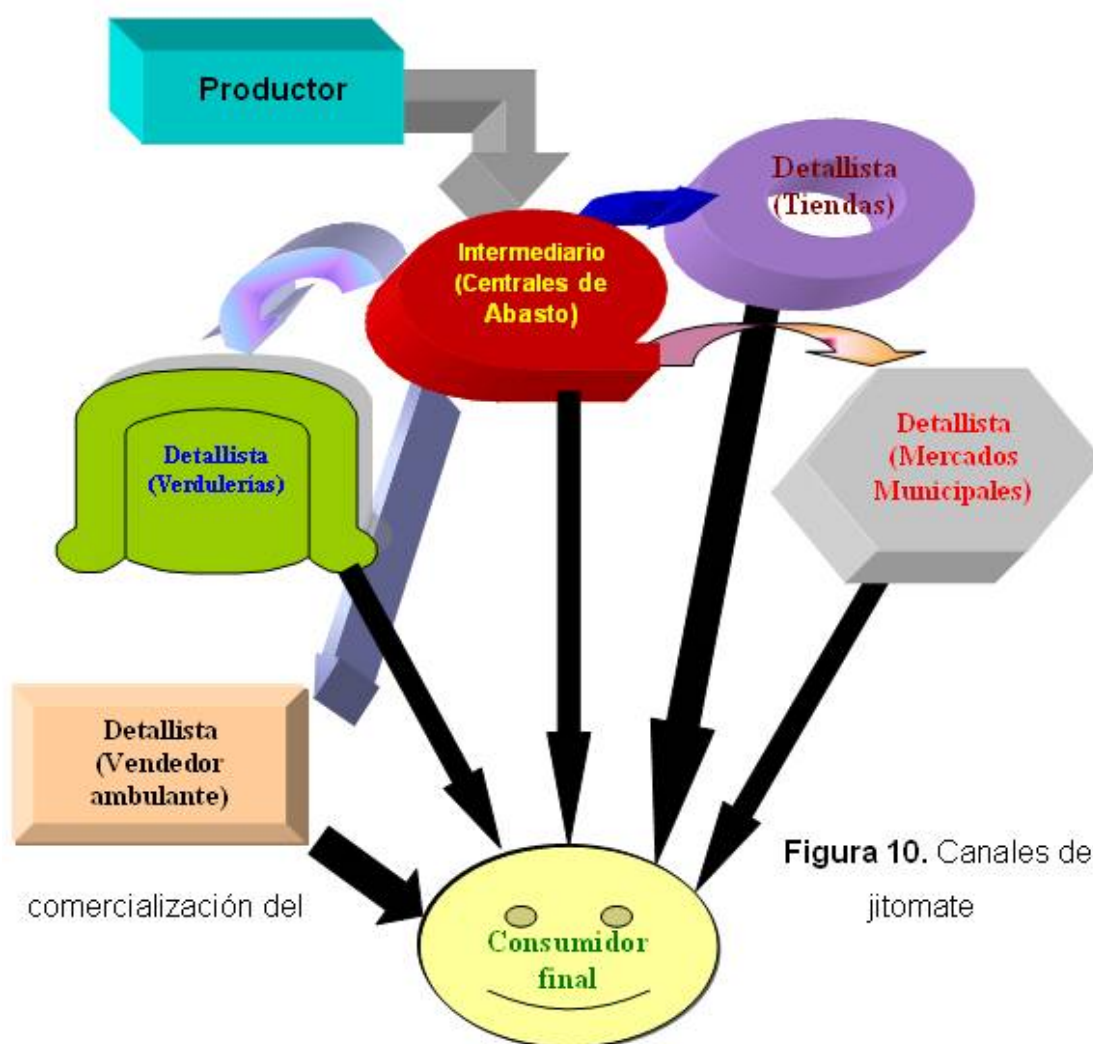 Productor
Detallista
(Tiendas)
Intermediario
(Centrales de
Abasto)
Detallista
(Verdulerías)
Detallista
(Mercados
Municipales)
Detallista
(Vendedor
ambulante)
Figura 10. Canales de
comercialización del jitomate
Consumidor
final